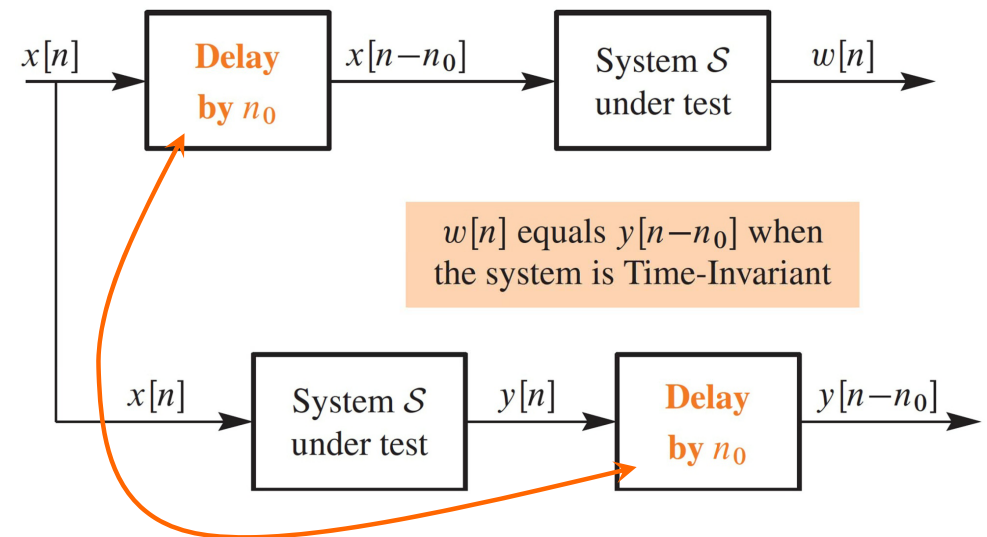 x[n]
Delay
by n₀
x[n−n₀]
System 𝒮
under test
w[n]
w[n] equals y[n−n₀] when
the system is Time-Invariant
x[n]
System 𝒮
under test
y[n]
Delay
by n₀
y[n−n₀]